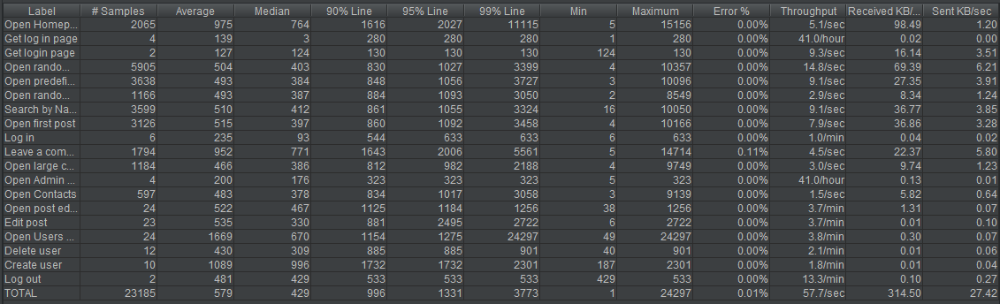 Label # Samples Average Median 90% Line 95% Line 99% Line Min Maximum Error % Throughput Received KB/... Sent KB/sec
Open Homep... 2065 975 764 1616 2027 11115 5 15156 0.00% 5.1/sec 98.49 1.20
Get log in page 4 139 3 280 280 280 1 280 0.00% 41.0/hour 0.02 0.00
Get login page 2 127 124 130 130 130 124 130 0.00% 9.3/sec 16.14 3.51
Open rando... 5905 504 403 830 1027 3399 4 10357 0.00% 14.8/sec 69.39 6.21
Open predefi... 3638 493 384 848 1056 3727 3 10096 0.00% 9.1/sec 27.35 3.91
Open rando... 1166 493 387 884 1093 3050 2 8549 0.00% 2.9/sec 8.34 1.24
Search by Na... 3599 510 412 861 1055 3324 16 10050 0.00% 9.1/sec 36.77 3.85
Open first post 3126 515 397 860 1092 3458 4 10166 0.00% 7.9/sec 36.86 3.28
Log in 6 235 93 544 633 633 6 633 0.00% 1.0/min 0.04 0.02
Leave a com... 1794 952 771 1643 2006 5561 5 14714 0.11% 4.5/sec 22.37 5.80
Open large c... 1184 466 386 812 982 2188 4 9749 0.00% 3.0/sec 9.74 1.23
Open Admin ... 4 200 176 323 323 323 5 323 0.00% 41.0/hour 0.13 0.01
Open Contacts 597 483 378 834 1017 3058 3 9139 0.00% 1.5/sec 5.82 0.64
Open post ed... 24 522 467 1125 1184 1256 38 1256 0.00% 3.7/min 1.31 0.07
Edit post 23 535 330 881 2495 2722 6 2722 0.00% 3.7/min 0.01 0.10
Open Users ... 24 1669 670 1154 1275 24297 49 24297 0.00% 3.8/min 0.30 0.07
Delete user 12 430 309 885 885 901 40 901 0.00% 2.1/min 0.01 0.06
Create user 10 1089 996 1732 1732 2301 187 2301 0.00% 1.8/min 0.01 0.04
Log out 2 481 429 533 533 533 429 533 0.00% 13.3/min 0.10 0.27
TOTAL 23185 579 429 996 1331 3773 1 24297 0.01% 57.7/sec 314.50 27.42